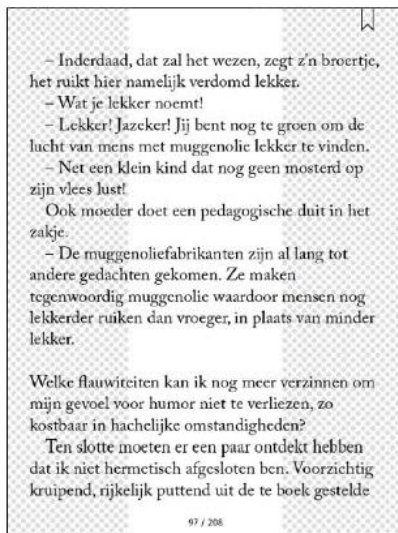 – Inderdaad, dat zal het wezen, zegt z'n broertje,
het ruikt hier namelijk verdomd lekker.
– Wat je lekker noemt!
– Lekker! Jazeker! Jij bent nog te groen om de
lucht van mens met muggenolie lekker te vinden.
– Net een klein kind dat nog geen mosterd op
zijn vlees lust!
Ook moeder doet een pedagogische duit in het
zakje.
– De muggenoliefabrikanten zijn al lang tot
andere gedachten gekomen. Ze maken
tegenwoordig muggenolie waardoor mensen nog
lekkerder ruiken dan vroeger, in plaats van minder
lekker.
Welke flauwiteiten kan ik nog meer verzinnen om
mijn gevoel voor humor niet te verliezen, zo
kostbaar in hachelijke omstandigheden?
Ten slotte moeten er een paar ontdekt hebben
dat ik niet hermetisch afgesloten ben. Voorzichtig
kruipend, rijkelijk puttend uit de te boek gestelde
97 / 208